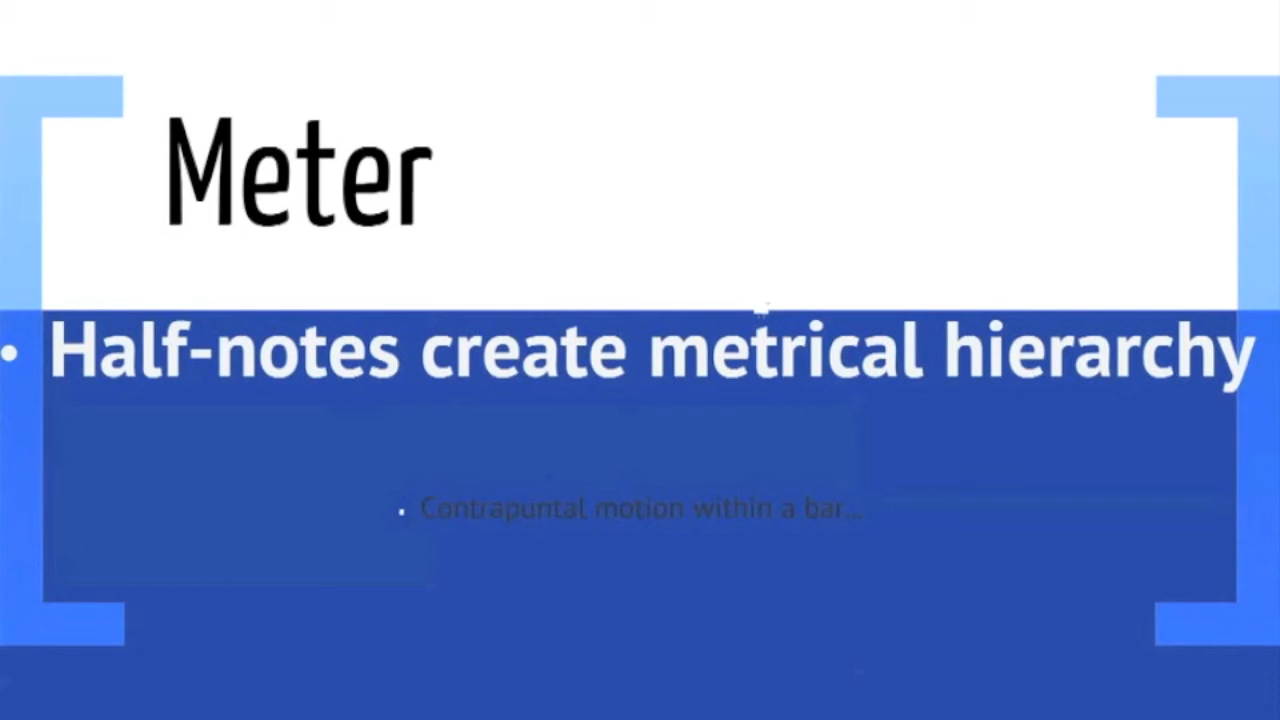 Meter
• Half-notes create metrical hierarchy
• Contrapuntal motion within a bar...